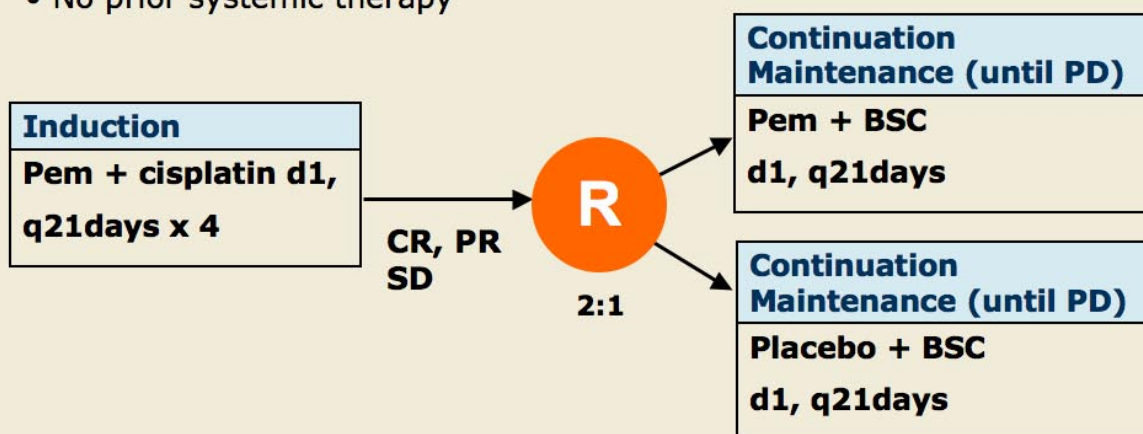 • No prior systemic therapy
Induction
Pem + cisplatin d1,
q21days x 4
CR, PR
SD
R
2:1
Continuation
Maintenance (until PD)
Pem + BSC
d1, q21days
Continuation
Maintenance (until PD)
Placebo + BSC
d1, q21days